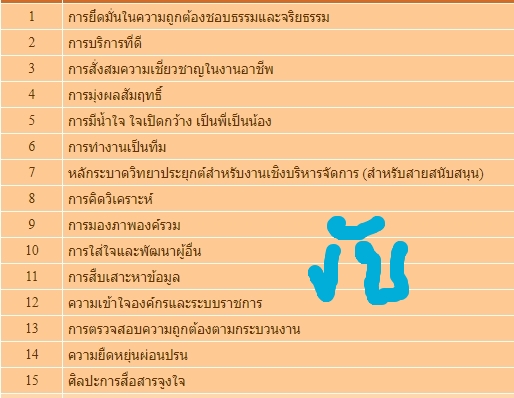 1 การยึดมั่นในความถูกต้องชอบธรรมและจริยธรรม
2 การบริการที่ดี
3 การสั่งสมความเชี่ยวชาญในงานอาชีพ
4 การมุ่งผลสัมฤทธิ์
5 การมีน้ำใจ ใจเปิดกว้าง เป็นพี่เป็นน้อง
6 การทำงานเป็นทีม
7 หลักระบาดวิทยาประยุกต์สำหรับงานเชิงบริหารจัดการ (สำหรับสายสนับสนุน)
8 การคิดวิเคราะห์
9 การมองภาพองค์รวม
10 การใส่ใจและพัฒนาผู้อื่น
11 การสืบเสาะหาข้อมูล
12 ความเข้าใจองค์กรและระบบราชการ
13 การตรวจสอบความถูกต้องตามกระบวนงาน
14 ความยืดหยุ่นผ่อนปรน
15 ศิลปะการสื่อสารจูงใจ